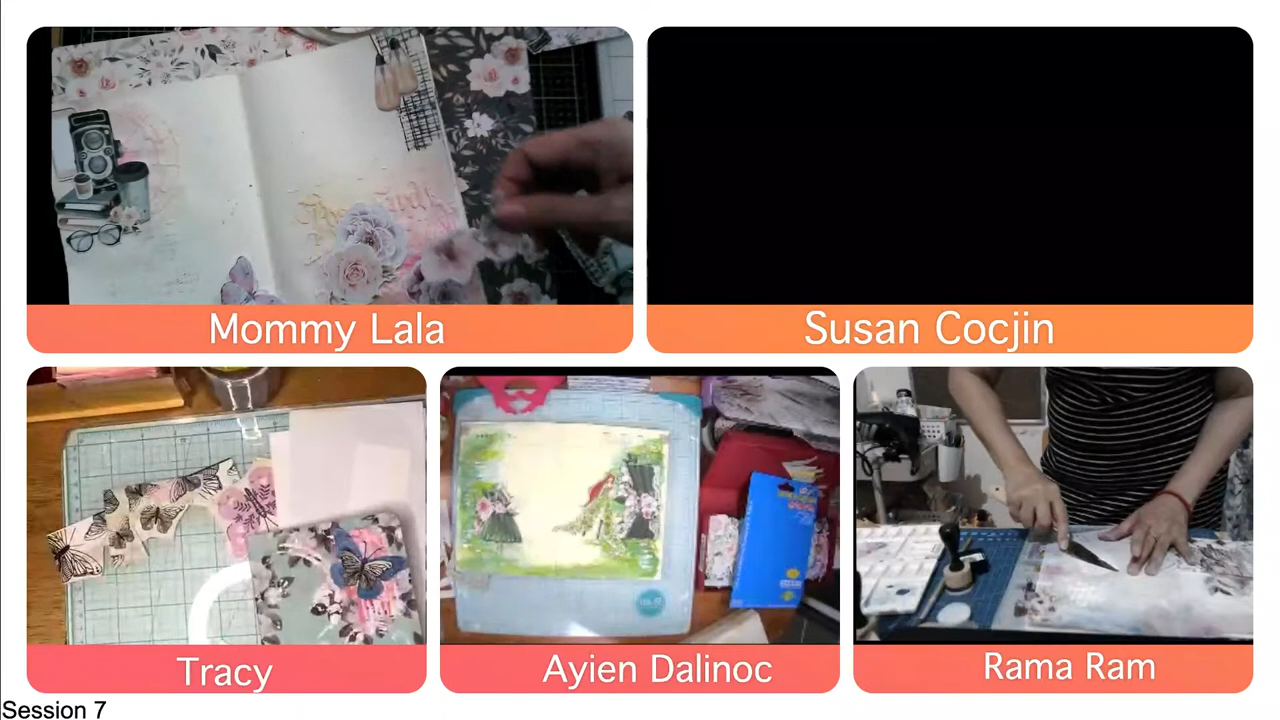 Mommy Lala
Susan Cocjin
Tracy
Ayien Dalinoc
Rama Ram
Session 7